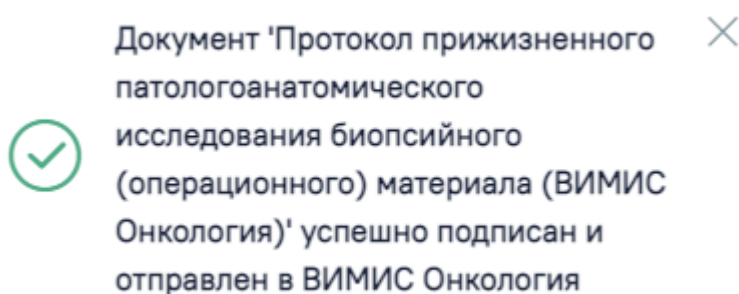 Документ 'Протокол прижизненного
патологоанатомического
исследования биопсийного
(операционного) материала (ВИМИС
Онкология)' успешно подписан и
отправлен в ВИМИС Онкология